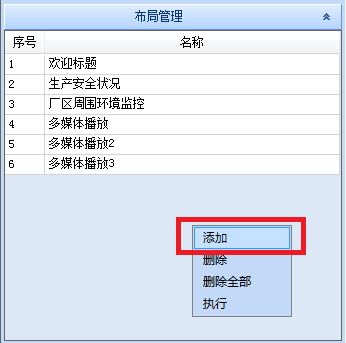 布局管理
序号 名称
1 欢迎标题
2 生产安全状况
3 厂区周围环境监控
4 多媒体播放
5 多媒体播放2
6 多媒体播放3
添加
删除
删除全部
执行